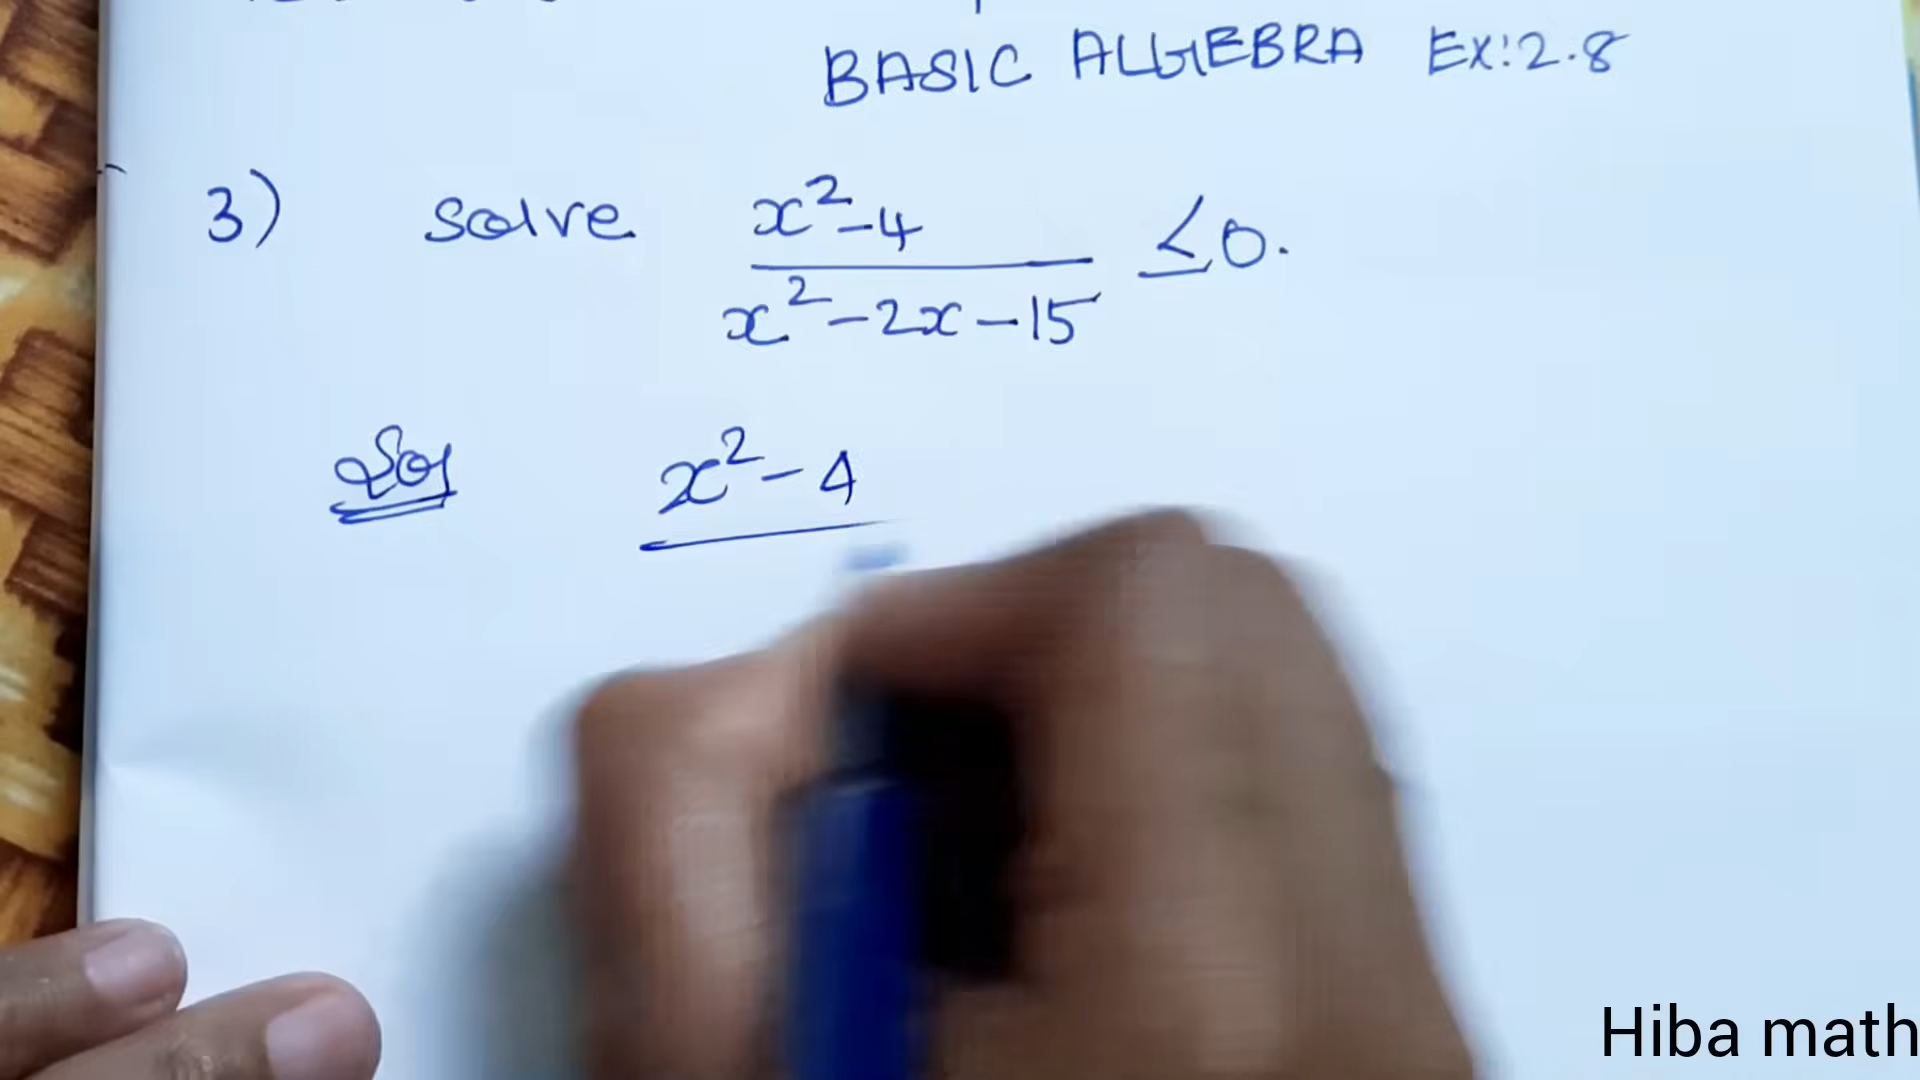 BASIC ALGEBRA EX:2.8
3) Solve x²-4 / x²-2x-15 ≤0.
Sol x²-4
Hiba math